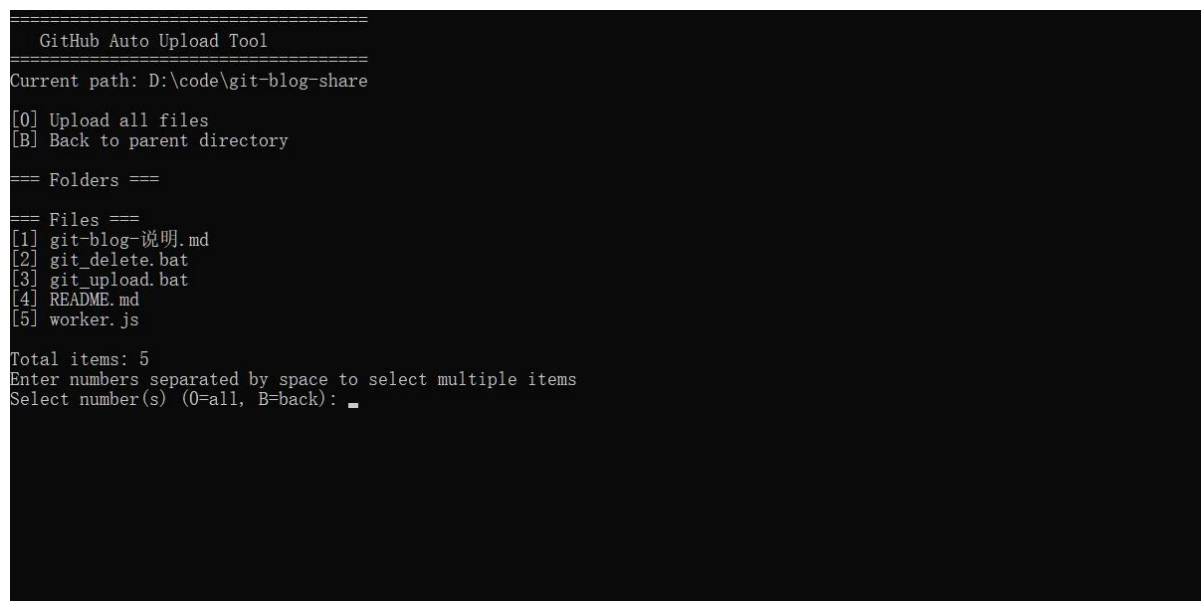 ====================================
GitHub Auto Upload Tool
====================================
Current path: D:\code\git-blog-share
[0] Upload all files
[B] Back to parent directory
=== Folders ===
=== Files ===
[1] git-blog-说明.md
[2] git_delete.bat
[3] git_upload.bat
[4] README.md
[5] worker.js
Total items: 5
Enter numbers separated by space to select multiple items
Select number(s) (0=all, B=back):